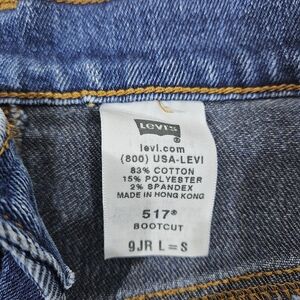 LEVI'S
®
levi.com
(800) USA-LEVI
83% COTTON
15% POLYESTER
2% SPANDEX
MADE IN HONG KONG
517®
BOOTCUT
9JR L=S